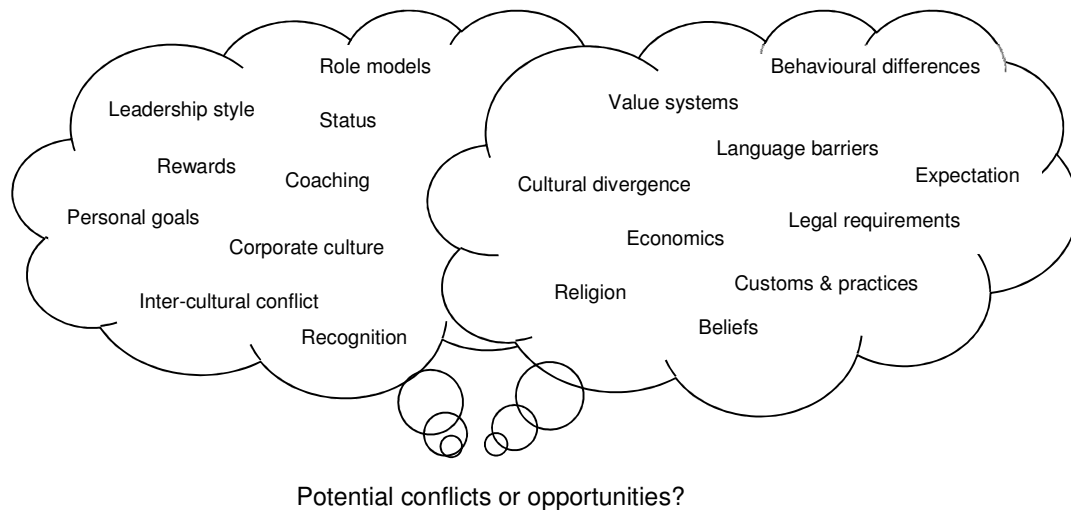 Role models
Leadership style
Status
Rewards
Coaching
Personal goals
Corporate culture
Inter-cultural conflict
Recognition
Behavioural differences
Value systems
Language barriers
Expectation
Cultural divergence
Legal requirements
Economics
Customs & practices
Religion
Beliefs
Potential conflicts or opportunities?